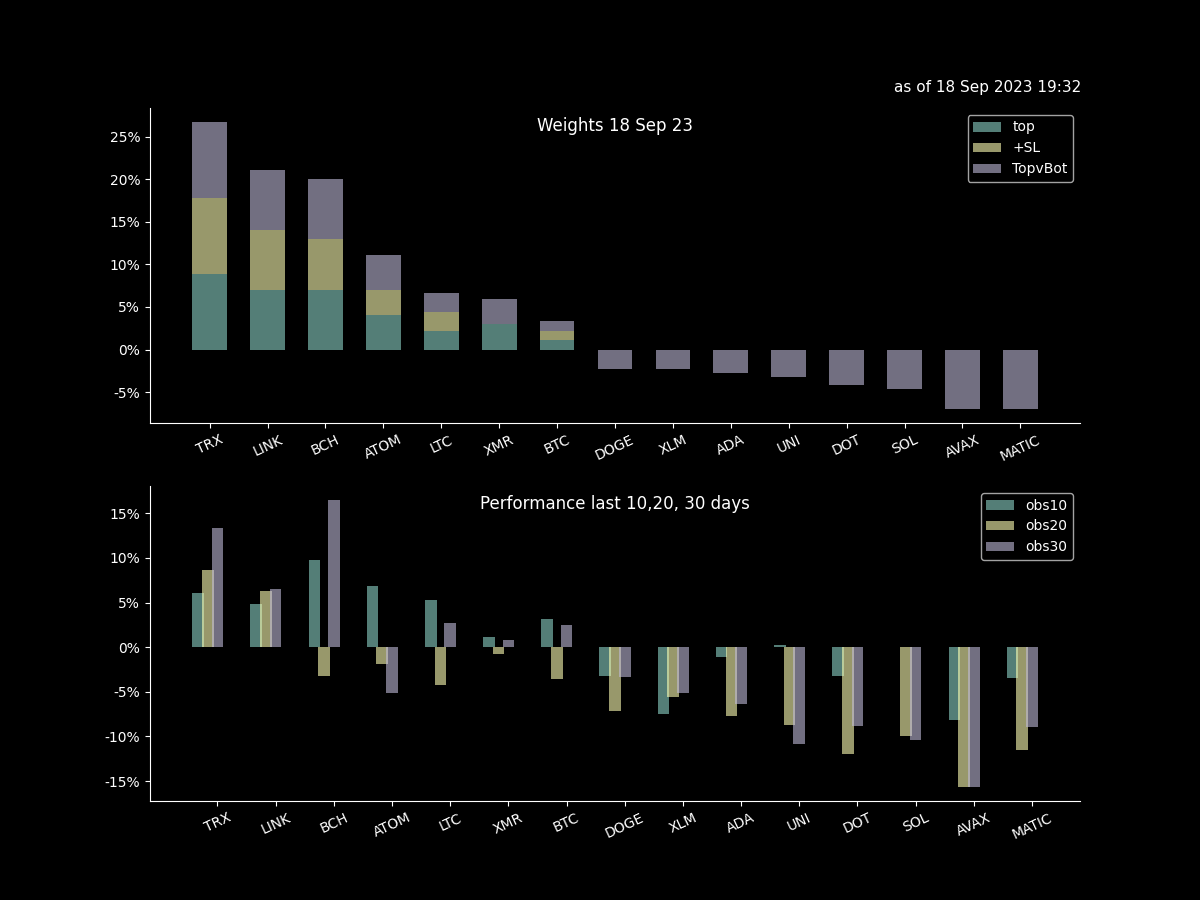 as of 18 Sep 2023 19:32
Weights 18 Sep 23
top
+SL
TopvBot
25%
20%
15%
10%
5%
0%
-5%
TRX LINK BCH ATOM LTC XMR BTC DOGE XLM ADA UNI DOT SOL AVAX MATIC
Performance last 10,20, 30 days
obs10
obs20
obs30
15%
10%
5%
0%
-5%
-10%
-15%
TRX LINK BCH ATOM LTC XMR BTC DOGE XLM ADA UNI DOT SOL AVAX MATIC